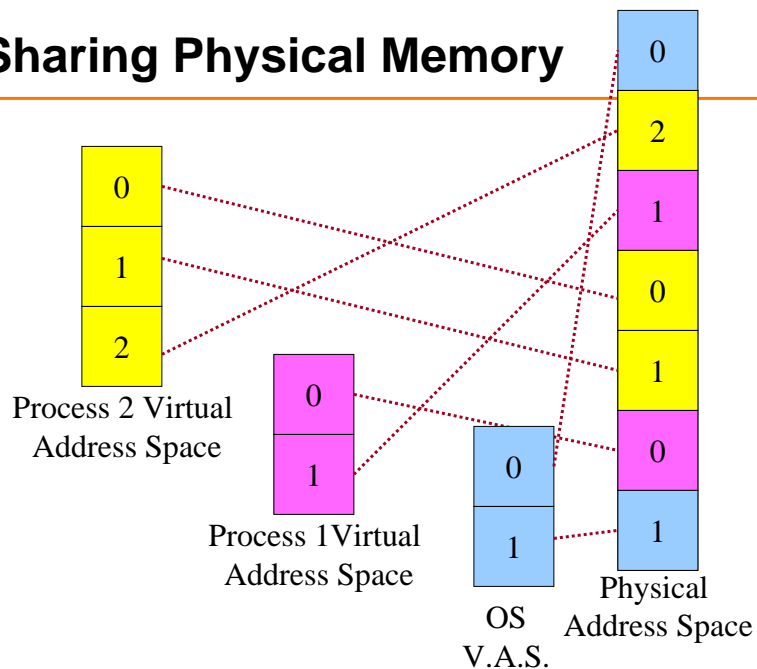 Sharing Physical Memory
0
1
2
Process 2 Virtual
Address Space
0
1
Process 1Virtual
Address Space
0
1
OS
V.A.S.
0
2
1
0
1
0
1
Physical
Address Space